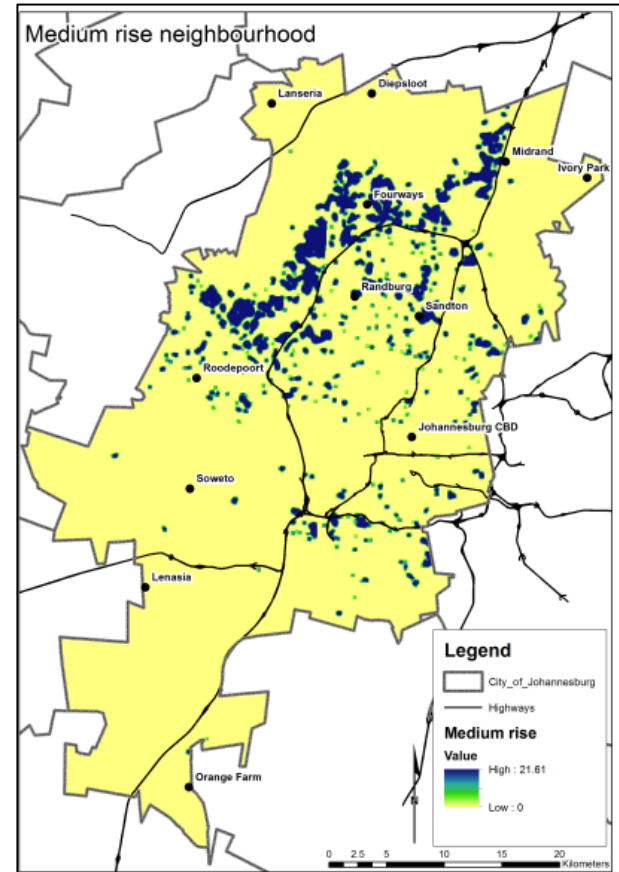 Medium rise neighbourhood
Diepsloot
Lanseria
Midrand
Ivory Park
Fourways
Randburg
Sandton
Roodepoort
Johannesburg CBD
Soweto
Lenasia
Orange Farm
Legend
City_of_Johannesburg
Highways
Medium rise
Value
High : 21.61
Low : 0
N
0 2.5 5 10 15 20
Kilometers